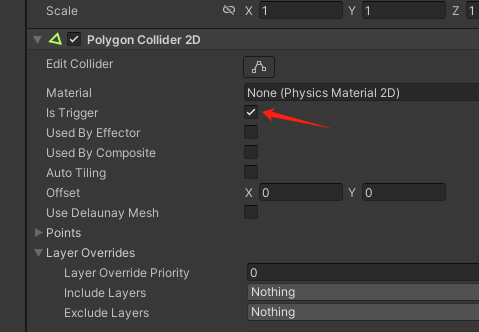 Scale X 1 Y 1 Z 1
Polygon Collider 2D
Edit Collider
Material None (Physics Material 2D)
Is Trigger
Used By Effector
Used By Composite
Auto Tiling
Offset X 0 Y 0
Use Delaunay Mesh
Points
Layer Overrides
Layer Override Priority 0
Include Layers Nothing
Exclude Layers Nothing